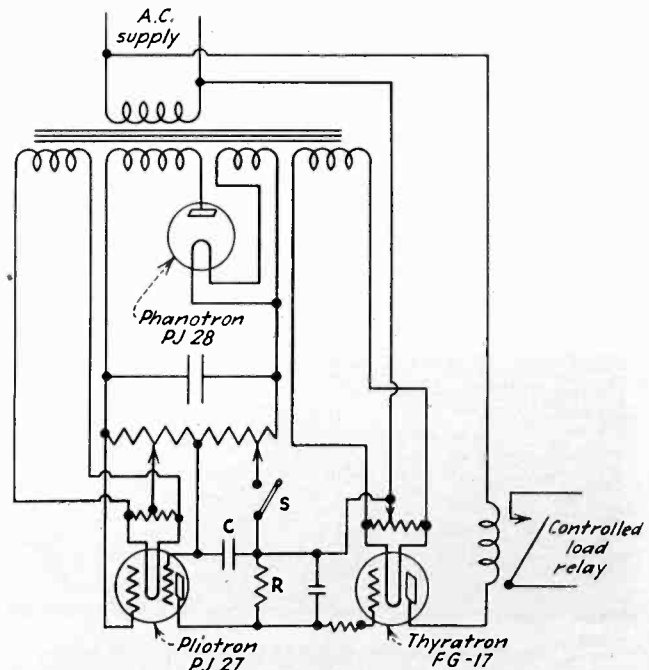 A.C.
supply
Phanotron
PJ 28
S
C
R
Controlled
load
relay
Pliotron
PJ 27
Thyratron
FG-17